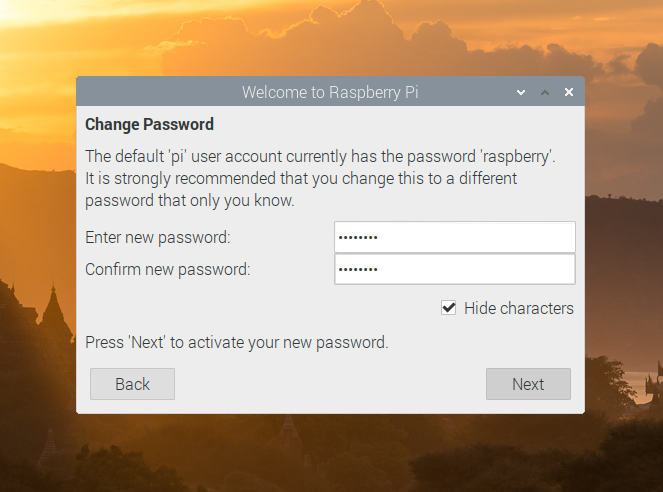 Welcome to Raspberry Pi
Change Password
The default 'pi' user account currently has the password 'raspberry'.
It is strongly recommended that you change this to a different
password that only you know.
Enter new password: ••••••••
Confirm new password: ••••••••
Hide characters
Press 'Next' to activate your new password.
Back Next